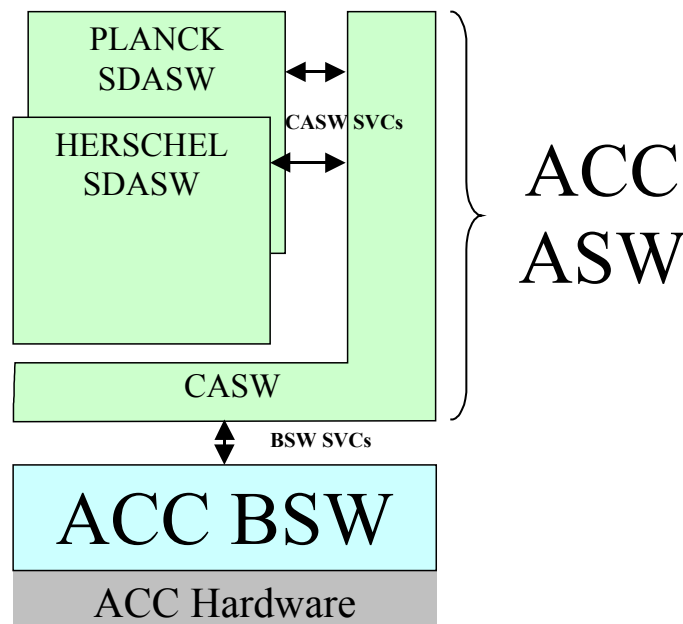 PLANCK
SDASW
CASW SVCs
HERSCHEL
SDASW
ACC
ASW
CASW
BSW SVCs
ACC BSW
ACC Hardware